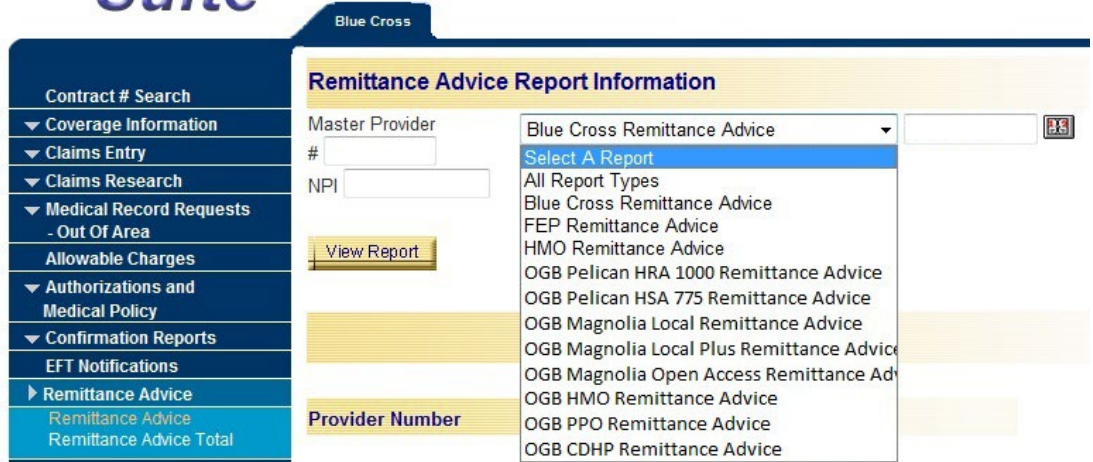 Suite
Blue Cross
Contract # Search
Coverage Information
Claims Entry
Claims Research
Medical Record Requests
- Out Of Area
Allowable Charges
Authorizations and
Medical Policy
Confirmation Reports
EFT Notifications
Remittance Advice
Remittance Advice
Remittance Advice Total
Remittance Advice Report Information
Master Provider
#
NPI
View Report
Blue Cross Remittance Advice
Select A Report
All Report Types
Blue Cross Remittance Advice
FEP Remittance Advice
HMO Remittance Advice
OGB Pelican HRA 1000 Remittance Advice
OGB Pelican HSA 775 Remittance Advice
OGB Magnolia Local Remittance Advice
OGB Magnolia Local Plus Remittance Advice
OGB Magnolia Open Access Remittance Adv
OGB HMO Remittance Advice
OGB PPO Remittance Advice
OGB CDHP Remittance Advice
Provider Number